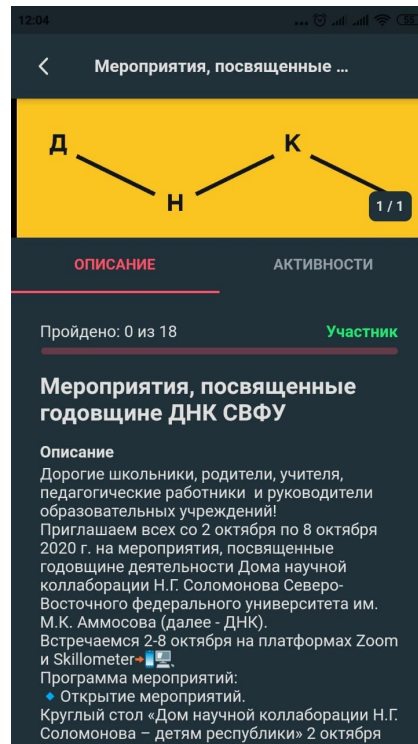 12:04
... 55
Мероприятия, посвященные ...
Д
К
Н
1 / 1
ОПИСАНИЕ
АКТИВНОСТИ
Пройдено: 0 из 18
Участник
Мероприятия, посвященные
годовщине ДНК СВФУ
Описание
Дорогие школьники, родители, учителя,
педагогические работники и руководители
образовательных учреждений!
Приглашаем всех со 2 октября по 8 октября
2020 г. на мероприятия, посвященные
годовщине деятельности Дома научной
коллаборации Н.Г. Соломонова Северо-
Восточного федерального университета им.
М.К. Аммосова (далее - ДНК).
Встречаемся 2-8 октября на платформах Zoom
и Skillometer
Программа мероприятий:
Открытие мероприятий.
Круглый стол «Дом научной коллаборации Н.Г.
Соломонова – детям республики» 2 октября